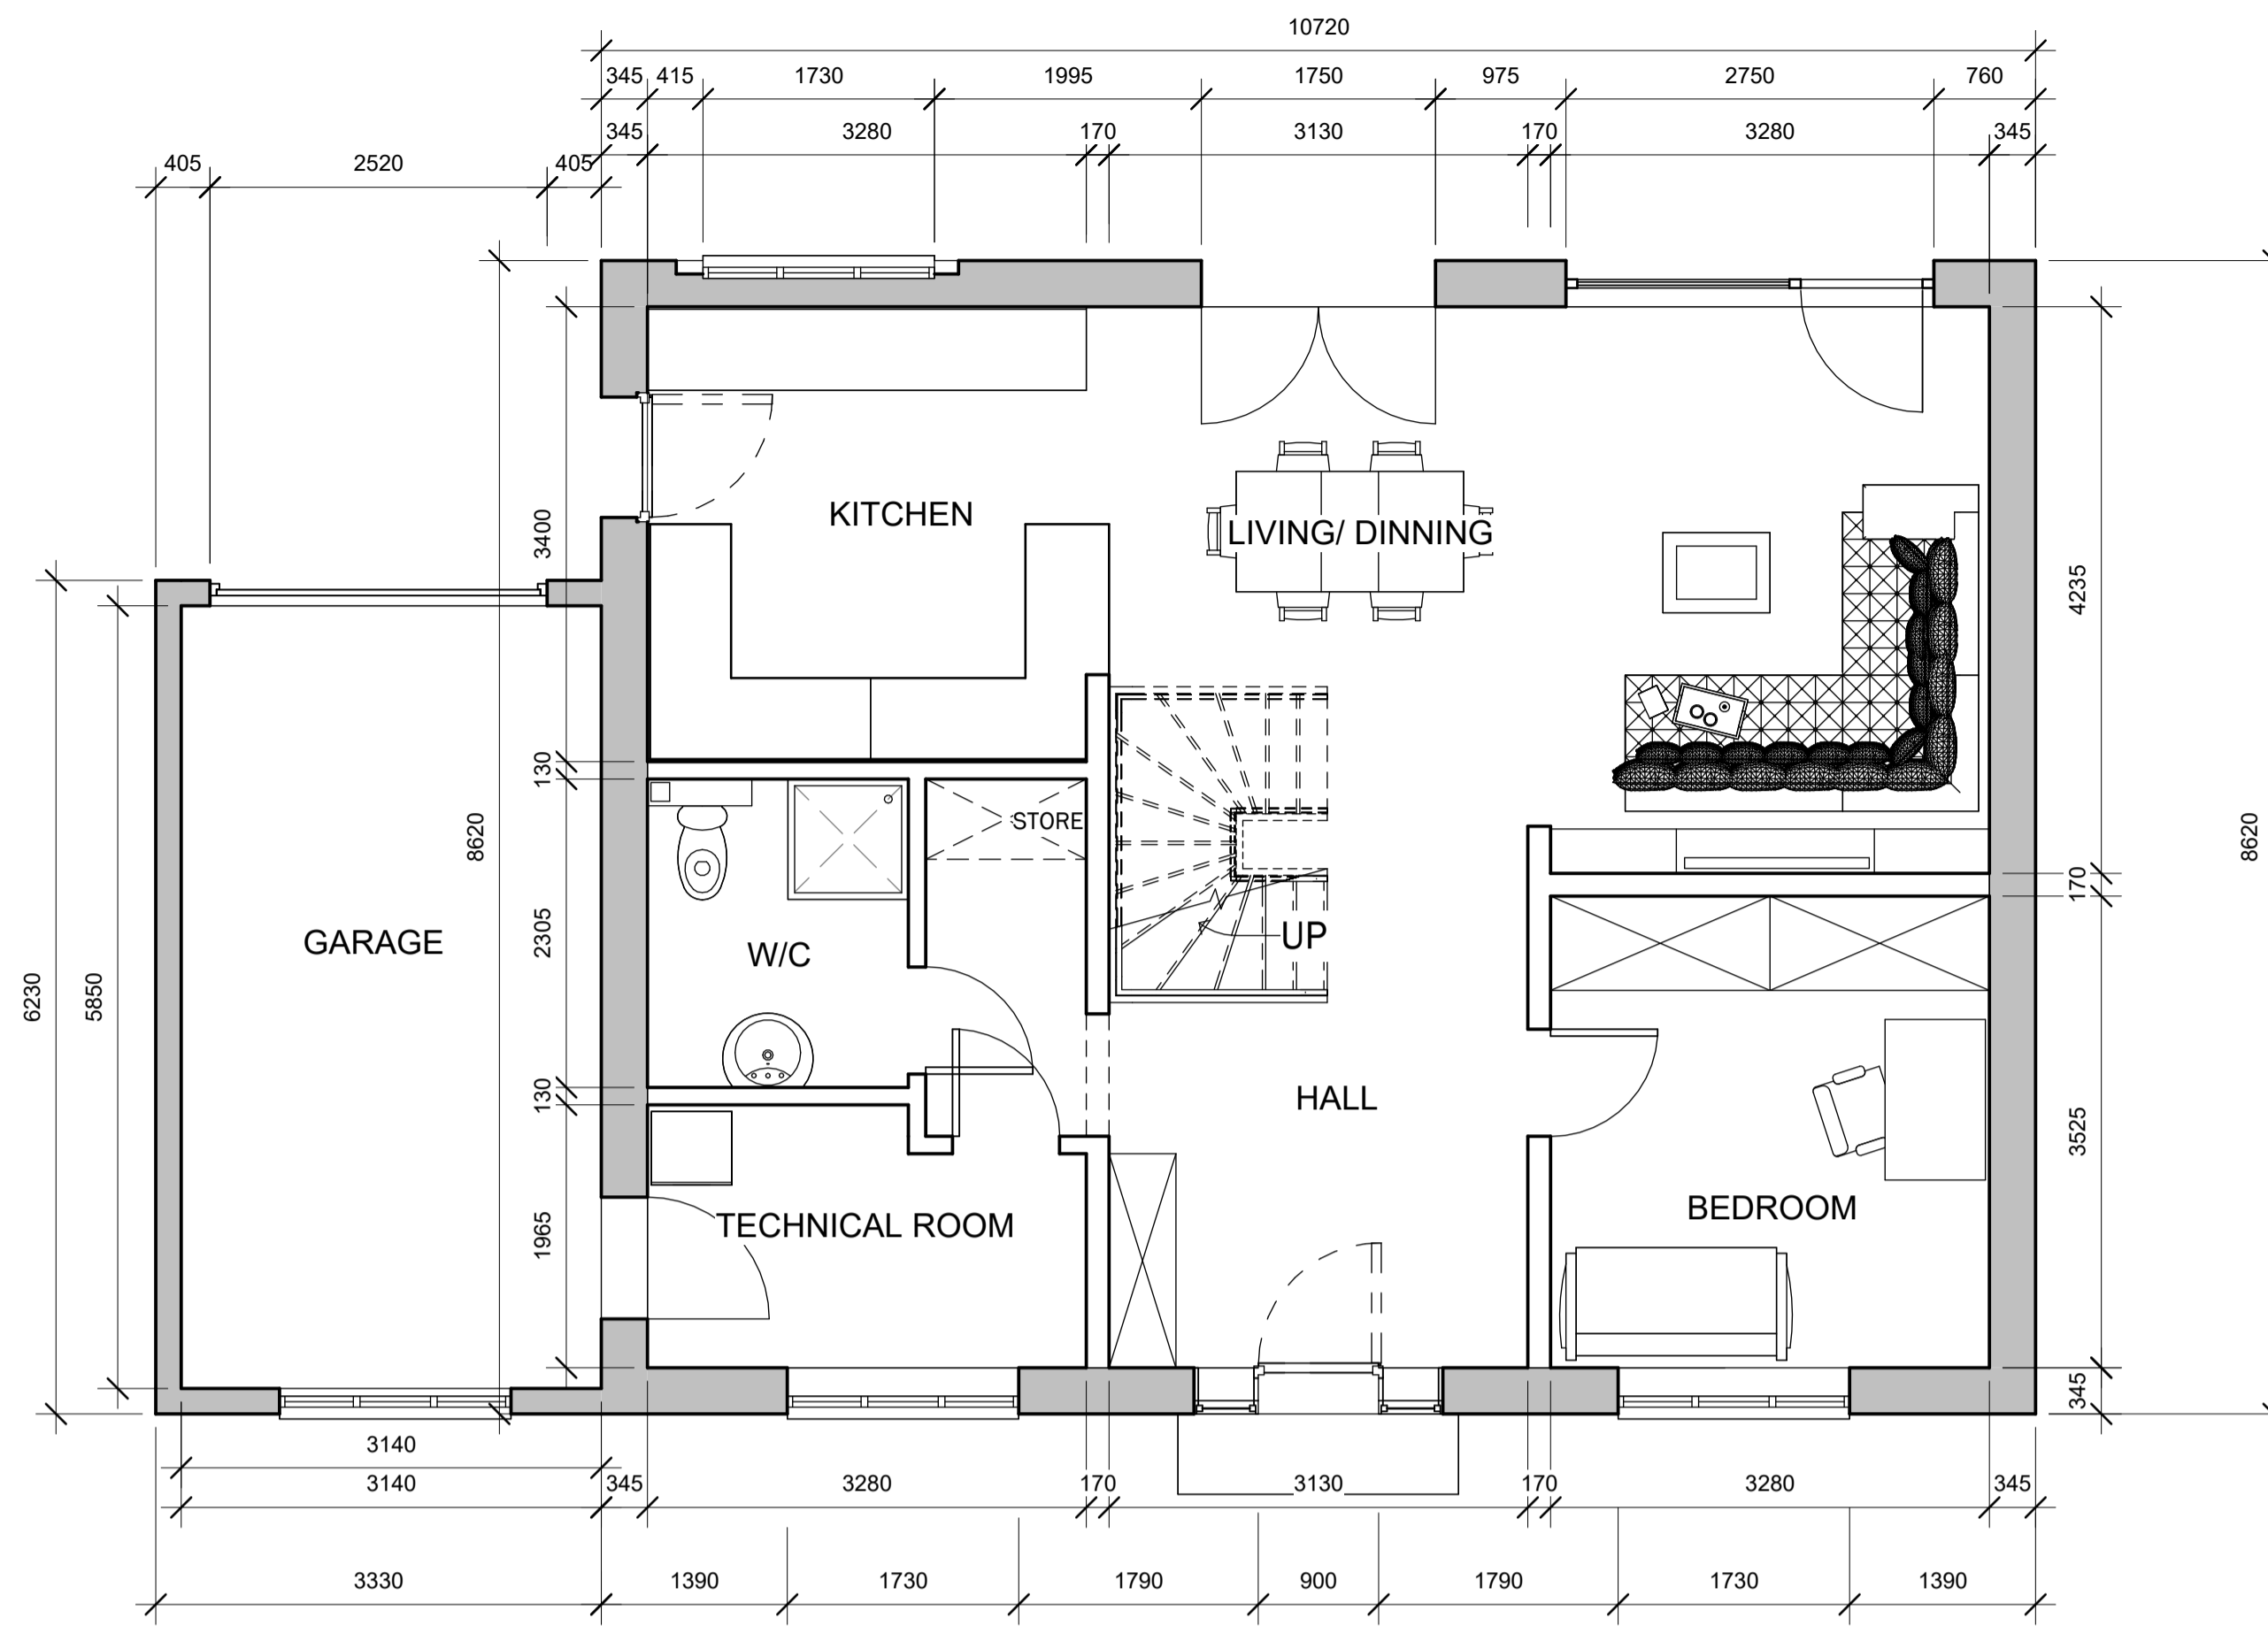 10720
345 415 1730 1995 1750 975 2750 760
345 3280 170 3130 170 3280 345
405 2520 405
KITCHEN
LIVING/ DINNING
3400
4235
130
STORE
8620
8620
170
GARAGE
W/C
UP
2305
6230
5850
130
HALL
3525
BEDROOM
TECHNICAL ROOM
1965
345
3140
3140 345 3280 170 3130 170 3280 345
3330 1390 1730 1790 900 1790 1730 1390